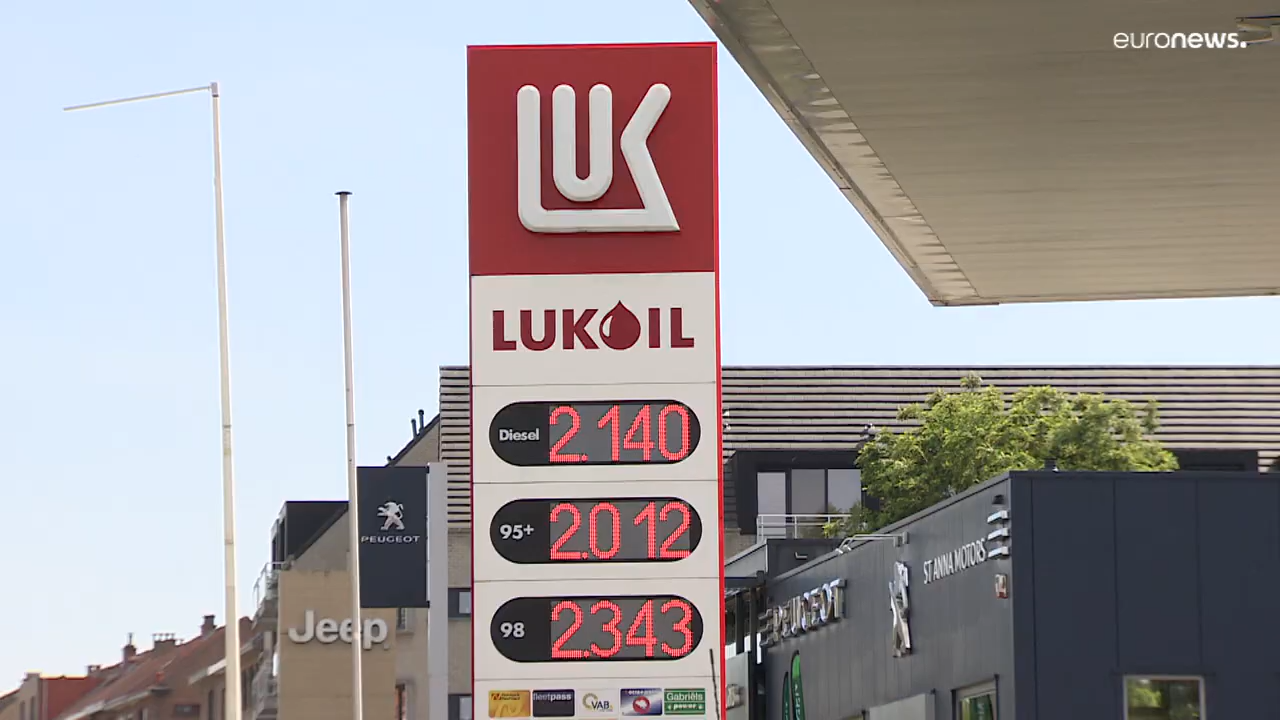 euronews.
LUK
LUKOIL
Diesel 2.140
95+ 2.012
98 2.343
PEUGEOT
Jeep
PEUGEOT
ST ANNA MOTORS
fleetpass
VAB
Gabriëls
power